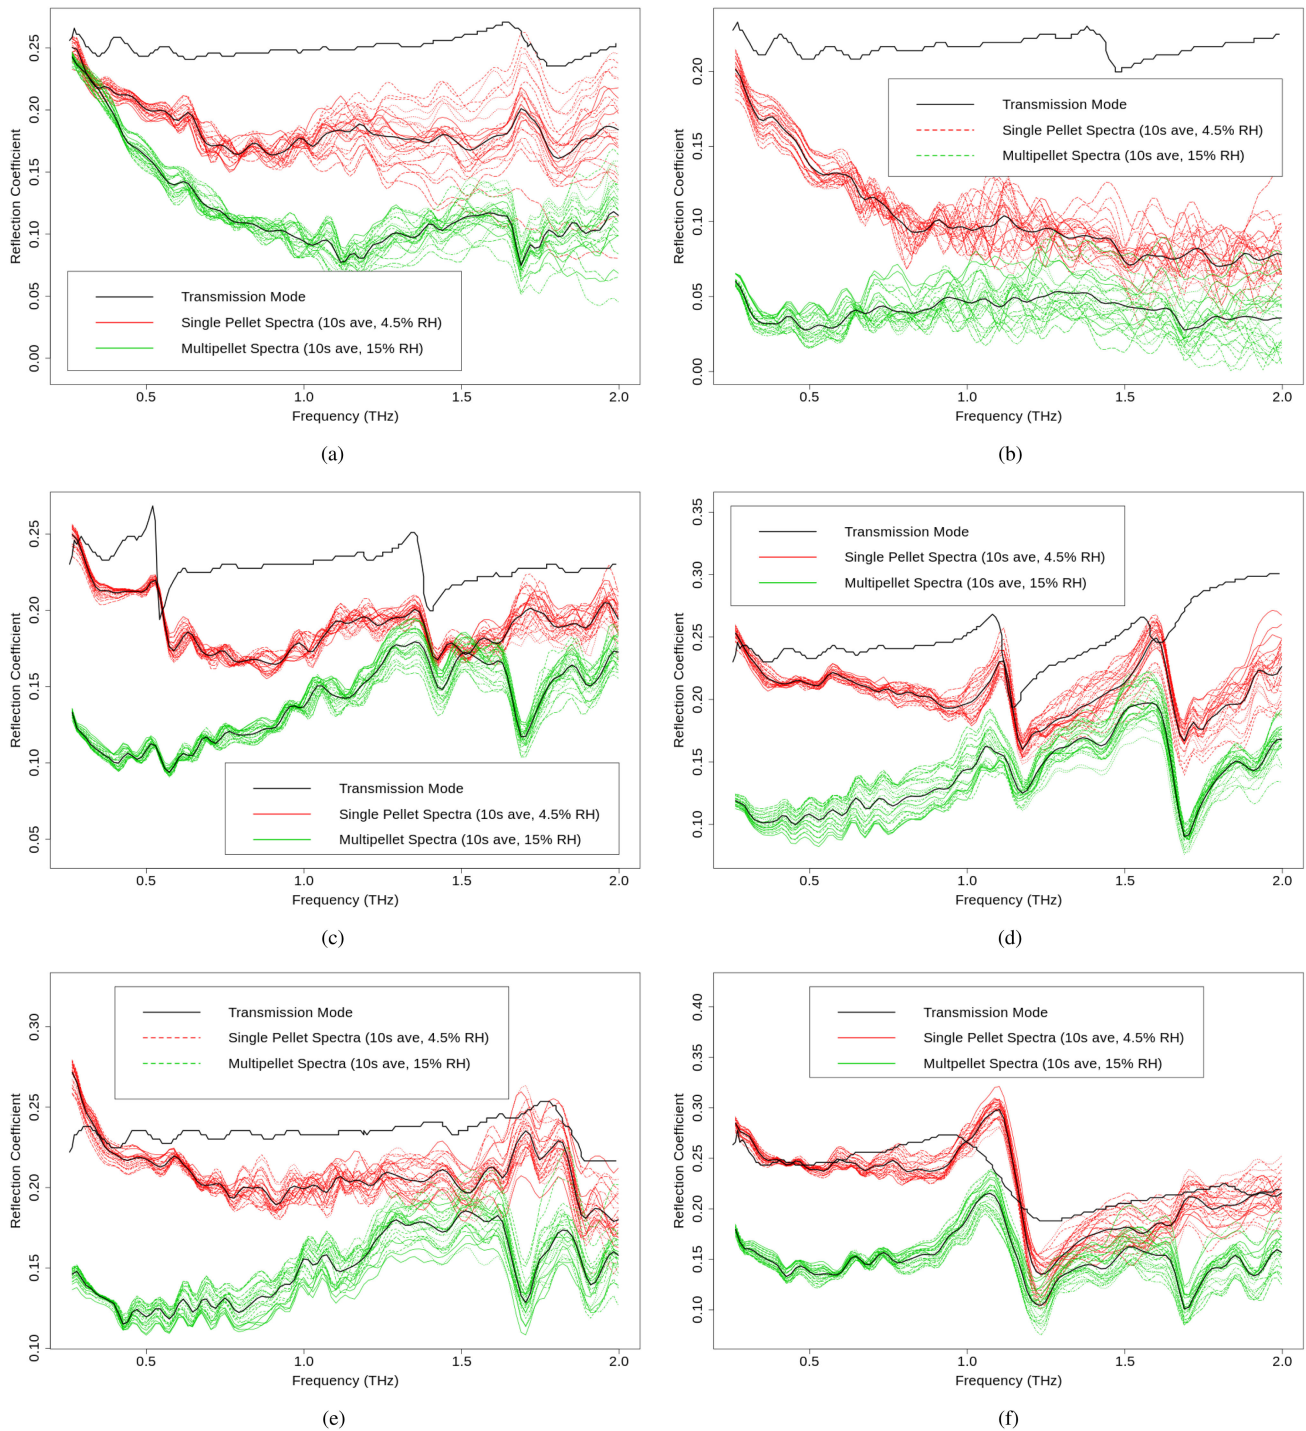 0.25
0.20
0.15
0.10
0.05
0.00
Reflection Coefficient
Transmission Mode
Single Pellet Spectra (10s ave, 4.5% RH)
Multipellet Spectra (10s ave, 15% RH)
0.5 1.0 1.5 2.0
Frequency (THz)
(a)
0.20
0.15
0.10
0.05
0.00
Reflection Coefficient
Transmission Mode
Single Pellet Spectra (10s ave, 4.5% RH)
Multipellet Spectra (10s ave, 15% RH)
0.5 1.0 1.5 2.0
Frequency (THz)
(b)
0.25
0.20
0.15
0.10
0.05
Reflection Coefficient
Transmission Mode
Single Pellet Spectra (10s ave, 4.5% RH)
Multipellet Spectra (10s ave, 15% RH)
0.5 1.0 1.5 2.0
Frequency (THz)
(c)
0.35
0.30
0.25
0.20
0.15
0.10
Reflection Coefficient
Transmission Mode
Single Pellet Spectra (10s ave, 4.5% RH)
Multipellet Spectra (10s ave, 15% RH)
0.5 1.0 1.5 2.0
Frequency (THz)
(d)
0.30
0.25
0.20
0.15
0.10
Reflection Coefficient
Transmission Mode
Single Pellet Spectra (10s ave, 4.5% RH)
Multipellet Spectra (10s ave, 15% RH)
0.5 1.0 1.5 2.0
Frequency (THz)
(e)
0.40
0.35
0.30
0.25
0.20
0.15
0.10
Reflection Coefficient
Transmission Mode
Single Pellet Spectra (10s ave, 4.5% RH)
Multpellet Spectra (10s ave, 15% RH)
0.5 1.0 1.5 2.0
Frequency (THz)
(f)